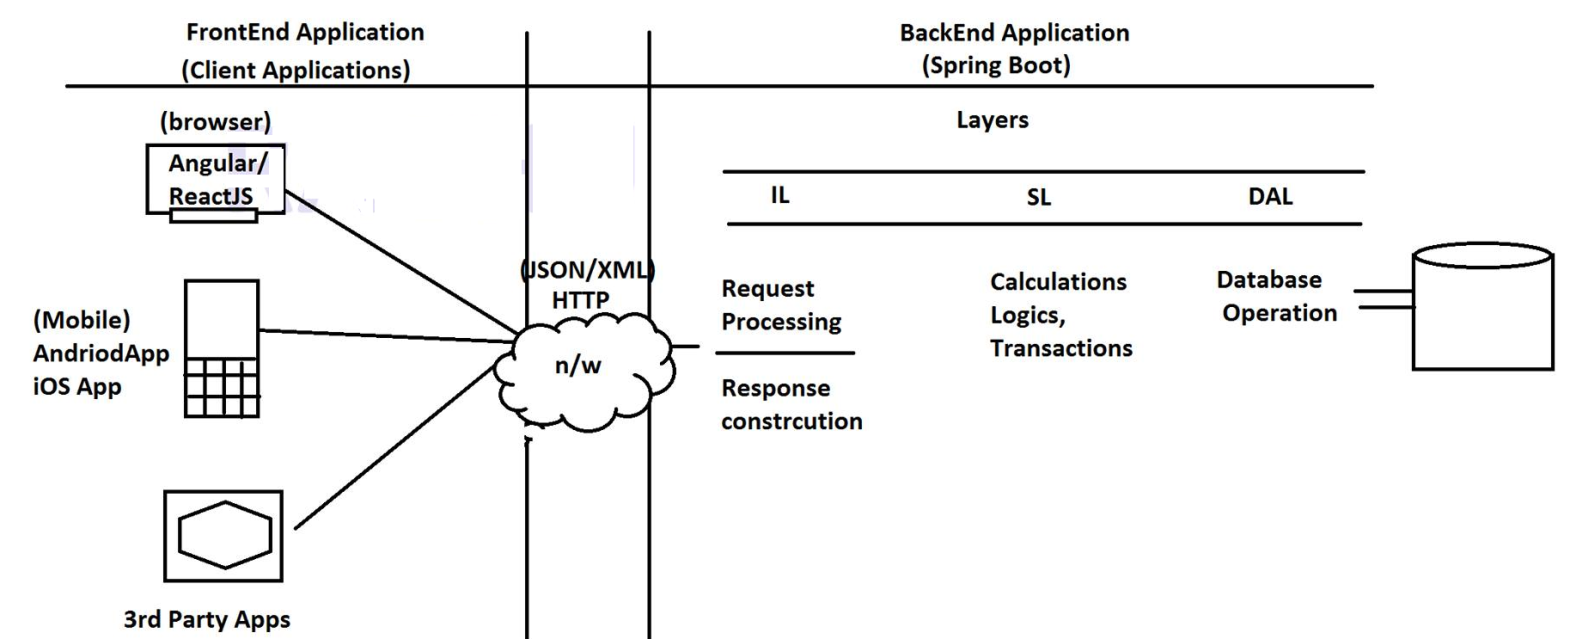 FrontEnd Application
(Client Applications)
BackEnd Application
(Spring Boot)
(browser)
Angular/
ReactJS
(Mobile)
AndriodApp
iOS App
3rd Party Apps
(JSON/XML)
HTTP
n/w
Layers
IL
SL
DAL
Request
Processing
Response
constrcution
Calculations
Logics,
Transactions
Database
Operation